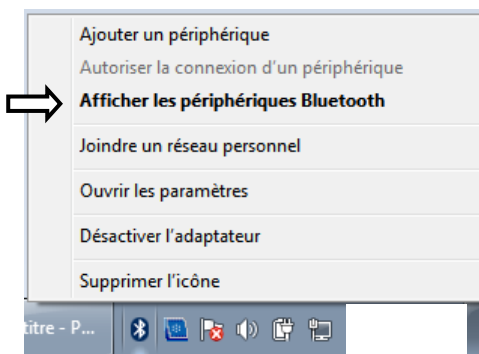 Ajouter un périphérique
Autoriser la connexion d'un périphérique
Afficher les périphériques Bluetooth
Joindre un réseau personnel
Ouvrir les paramètres
Désactiver l'adaptateur
Supprimer l'icône
titre - P...